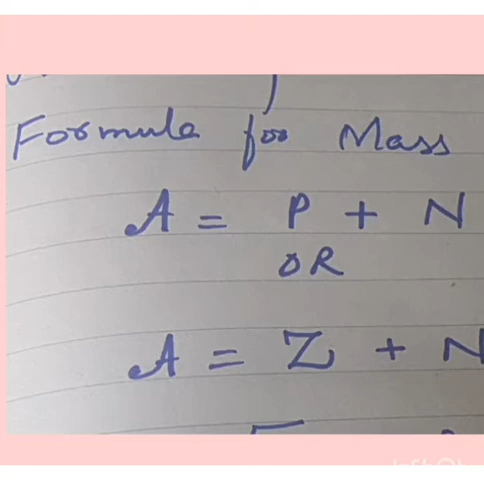 Formula for Mass
A = P + N
OR
A = Z + N